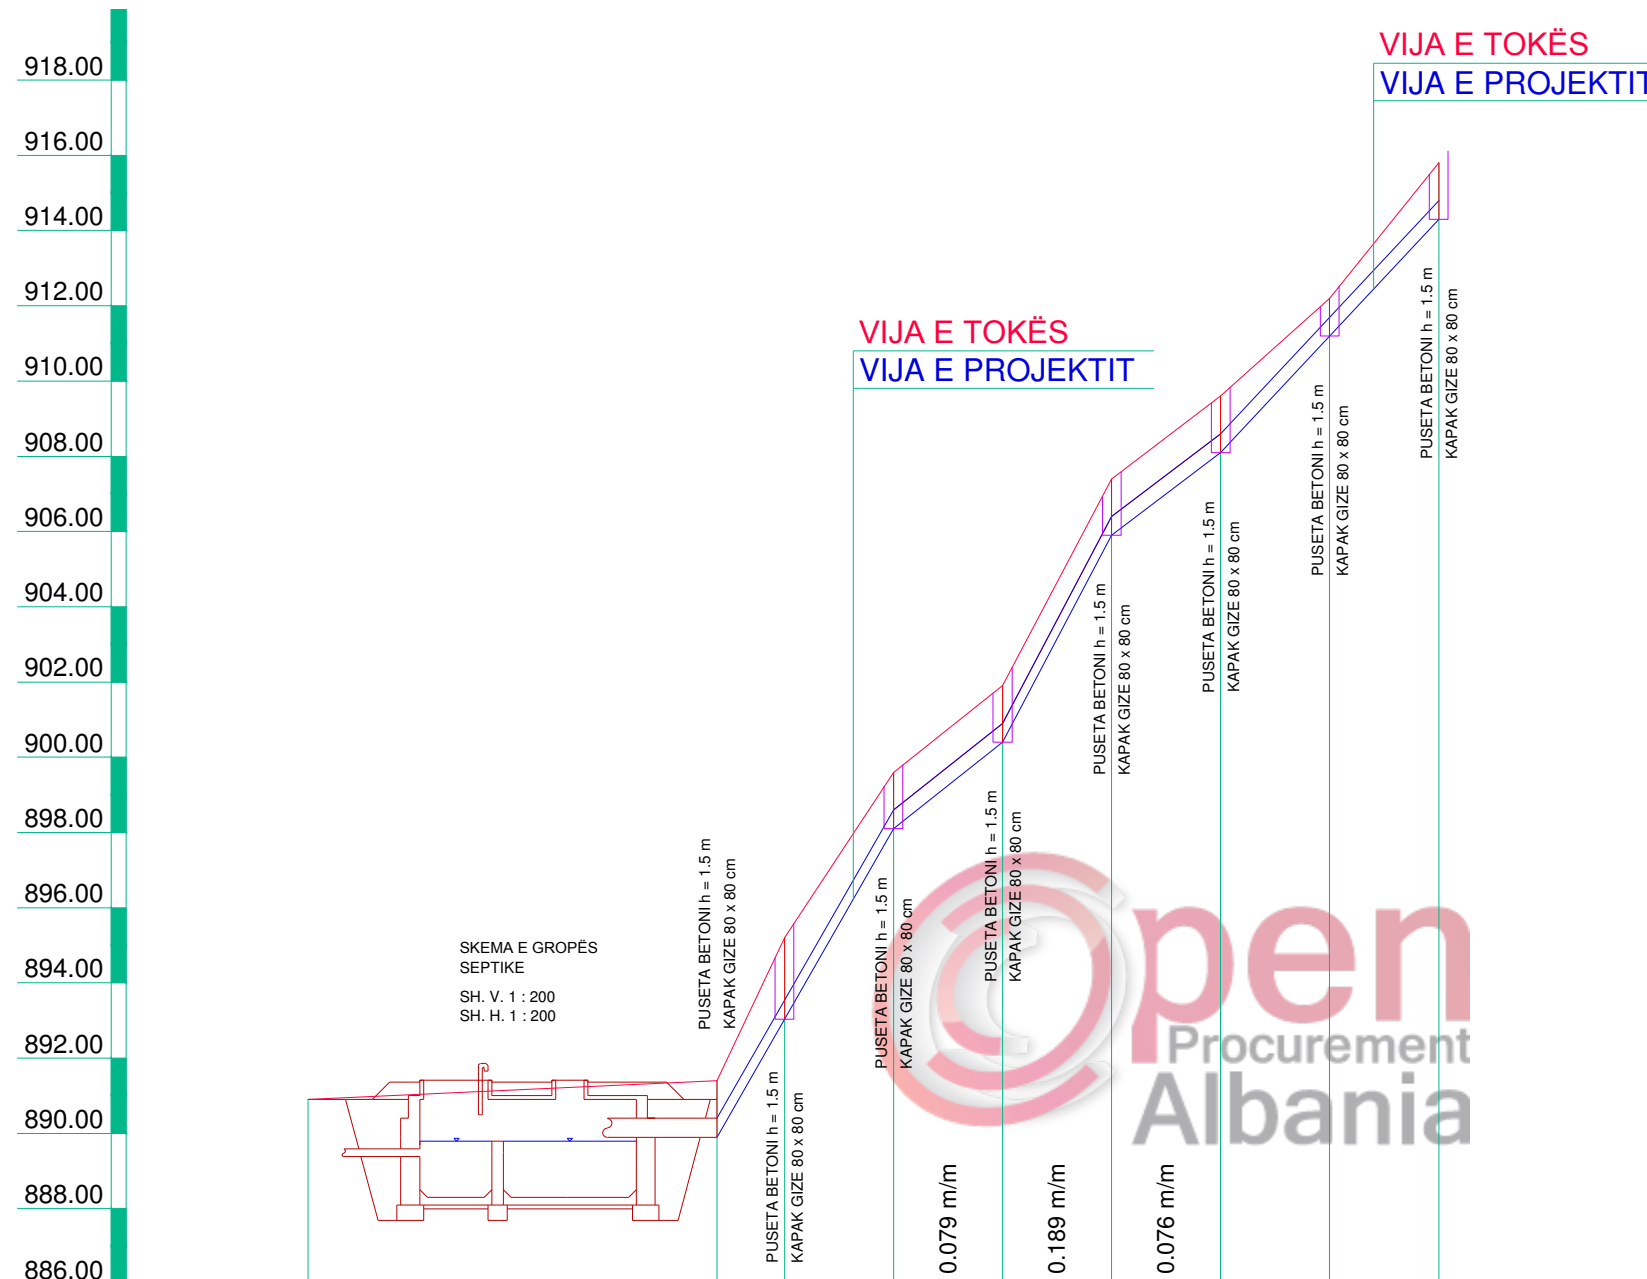 VIJA E TOKËS
VIJA E PROJEKTIT
918.00
916.00
914.00
912.00
910.00
908.00
906.00
904.00
902.00
900.00
898.00
896.00
894.00
892.00
890.00
888.00
886.00
VIJA E TOKËS
VIJA E PROJEKTIT
SKEMA E GROPËS
SEPTIKE
SH. V. 1 : 200
SH. H. 1 : 200
PUSETA BETONI h = 1.5 m
KAPAK GIZE 80 x 80 cm
PUSETA BETONI h = 1.5 m
KAPAK GIZE 80 x 80 cm
PUSETA BETONI h = 1.5 m
KAPAK GIZE 80 x 80 cm
PUSETA BETONI h = 1.5 m
KAPAK GIZE 80 x 80 cm
PUSETA BETONI h = 1.5 m
KAPAK GIZE 80 x 80 cm
PUSETA BETONI h = 1.5 m
KAPAK GIZE 80 x 80 cm
PUSETA BETONI h = 1.5 m
KAPAK GIZE 80 x 80 cm
PUSETA BETONI h = 1.5 m
KAPAK GIZE 80 x 80 cm
0.079 m/m
0.189 m/m
0.076 m/m
Open
Procurement
Albania